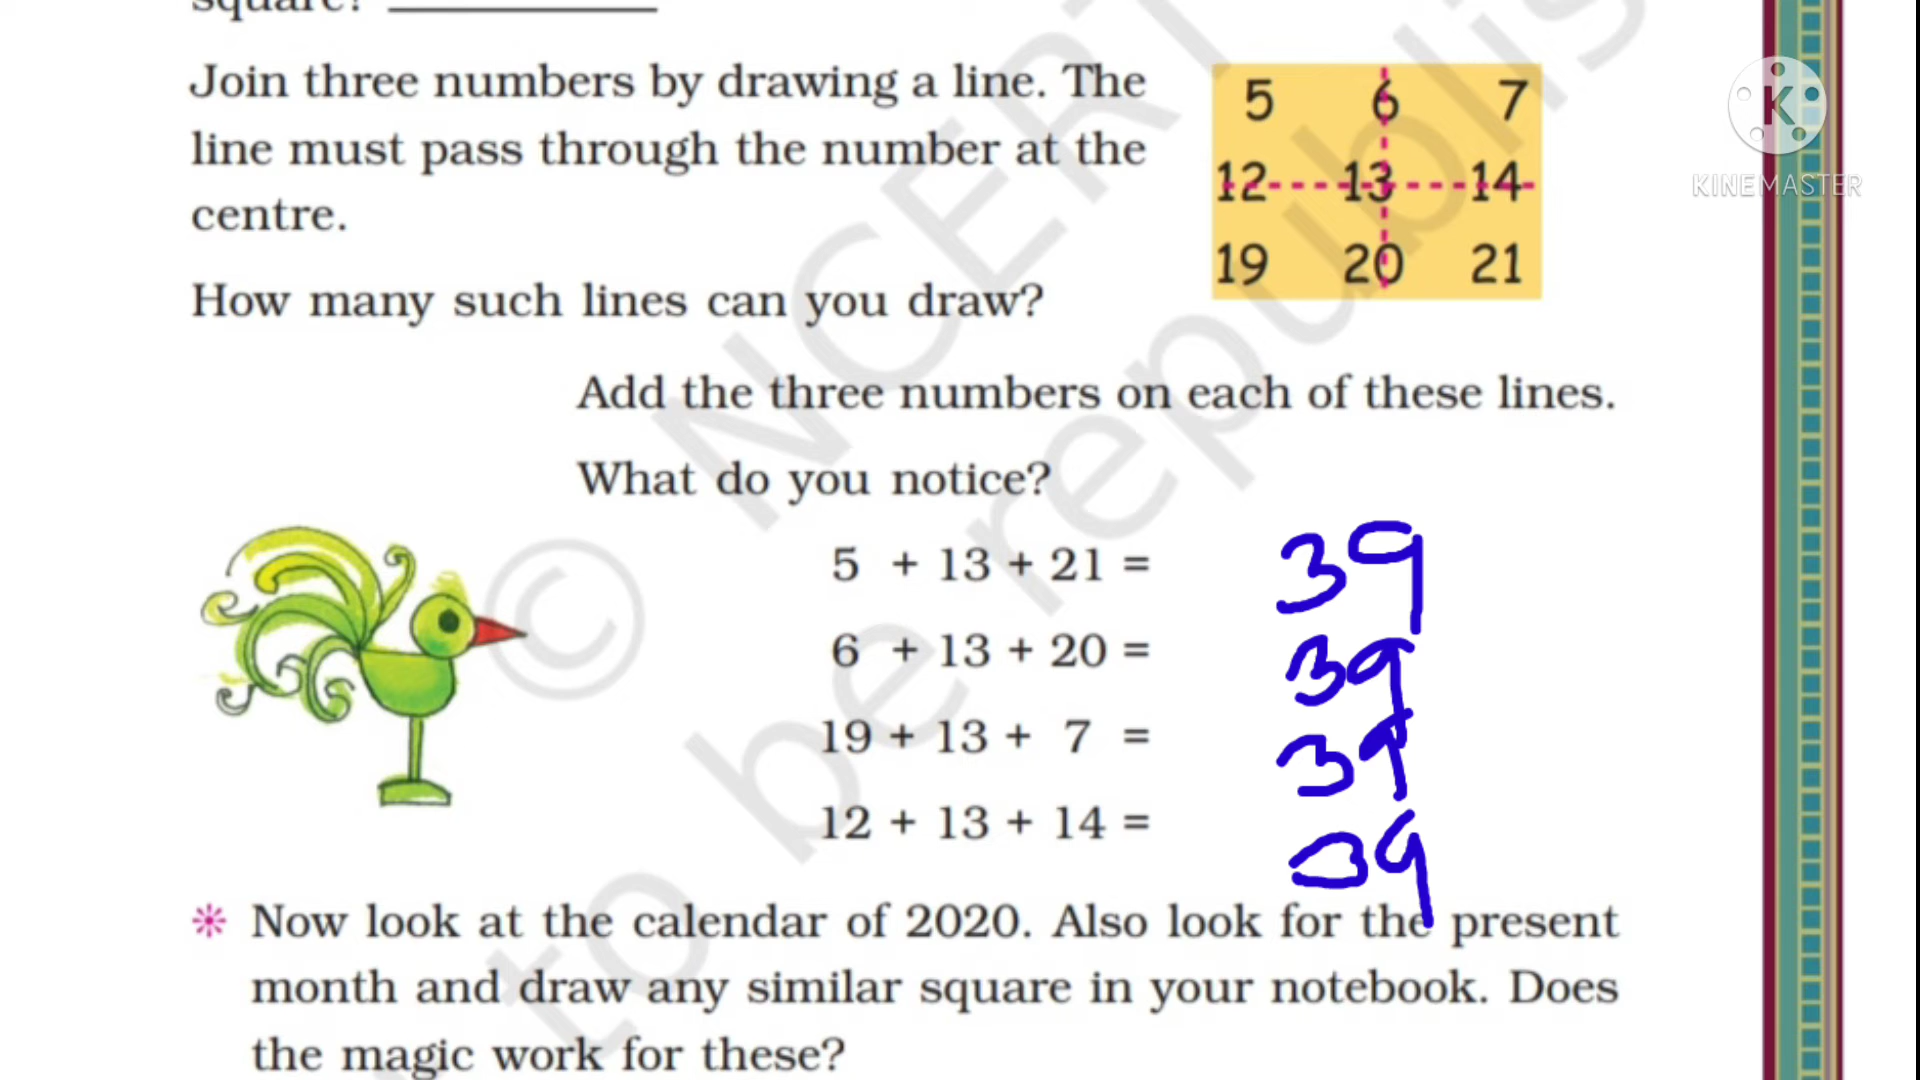 square? 
Join three numbers by drawing a line. The
line must pass through the number at the
centre.
5 6 7
12 13 14
19 20 21
K
KINEMASTER
How many such lines can you draw?
Add the three numbers on each of these lines.
What do you notice?
5 + 13 + 21 = 39
6 + 13 + 20 = 39
19 + 13 + 7 = 39
12 + 13 + 14 = 39
Now look at the calendar of 2020. Also look for the present
month and draw any similar square in your notebook. Does
the magic work for these?
© NCERT
to be republis